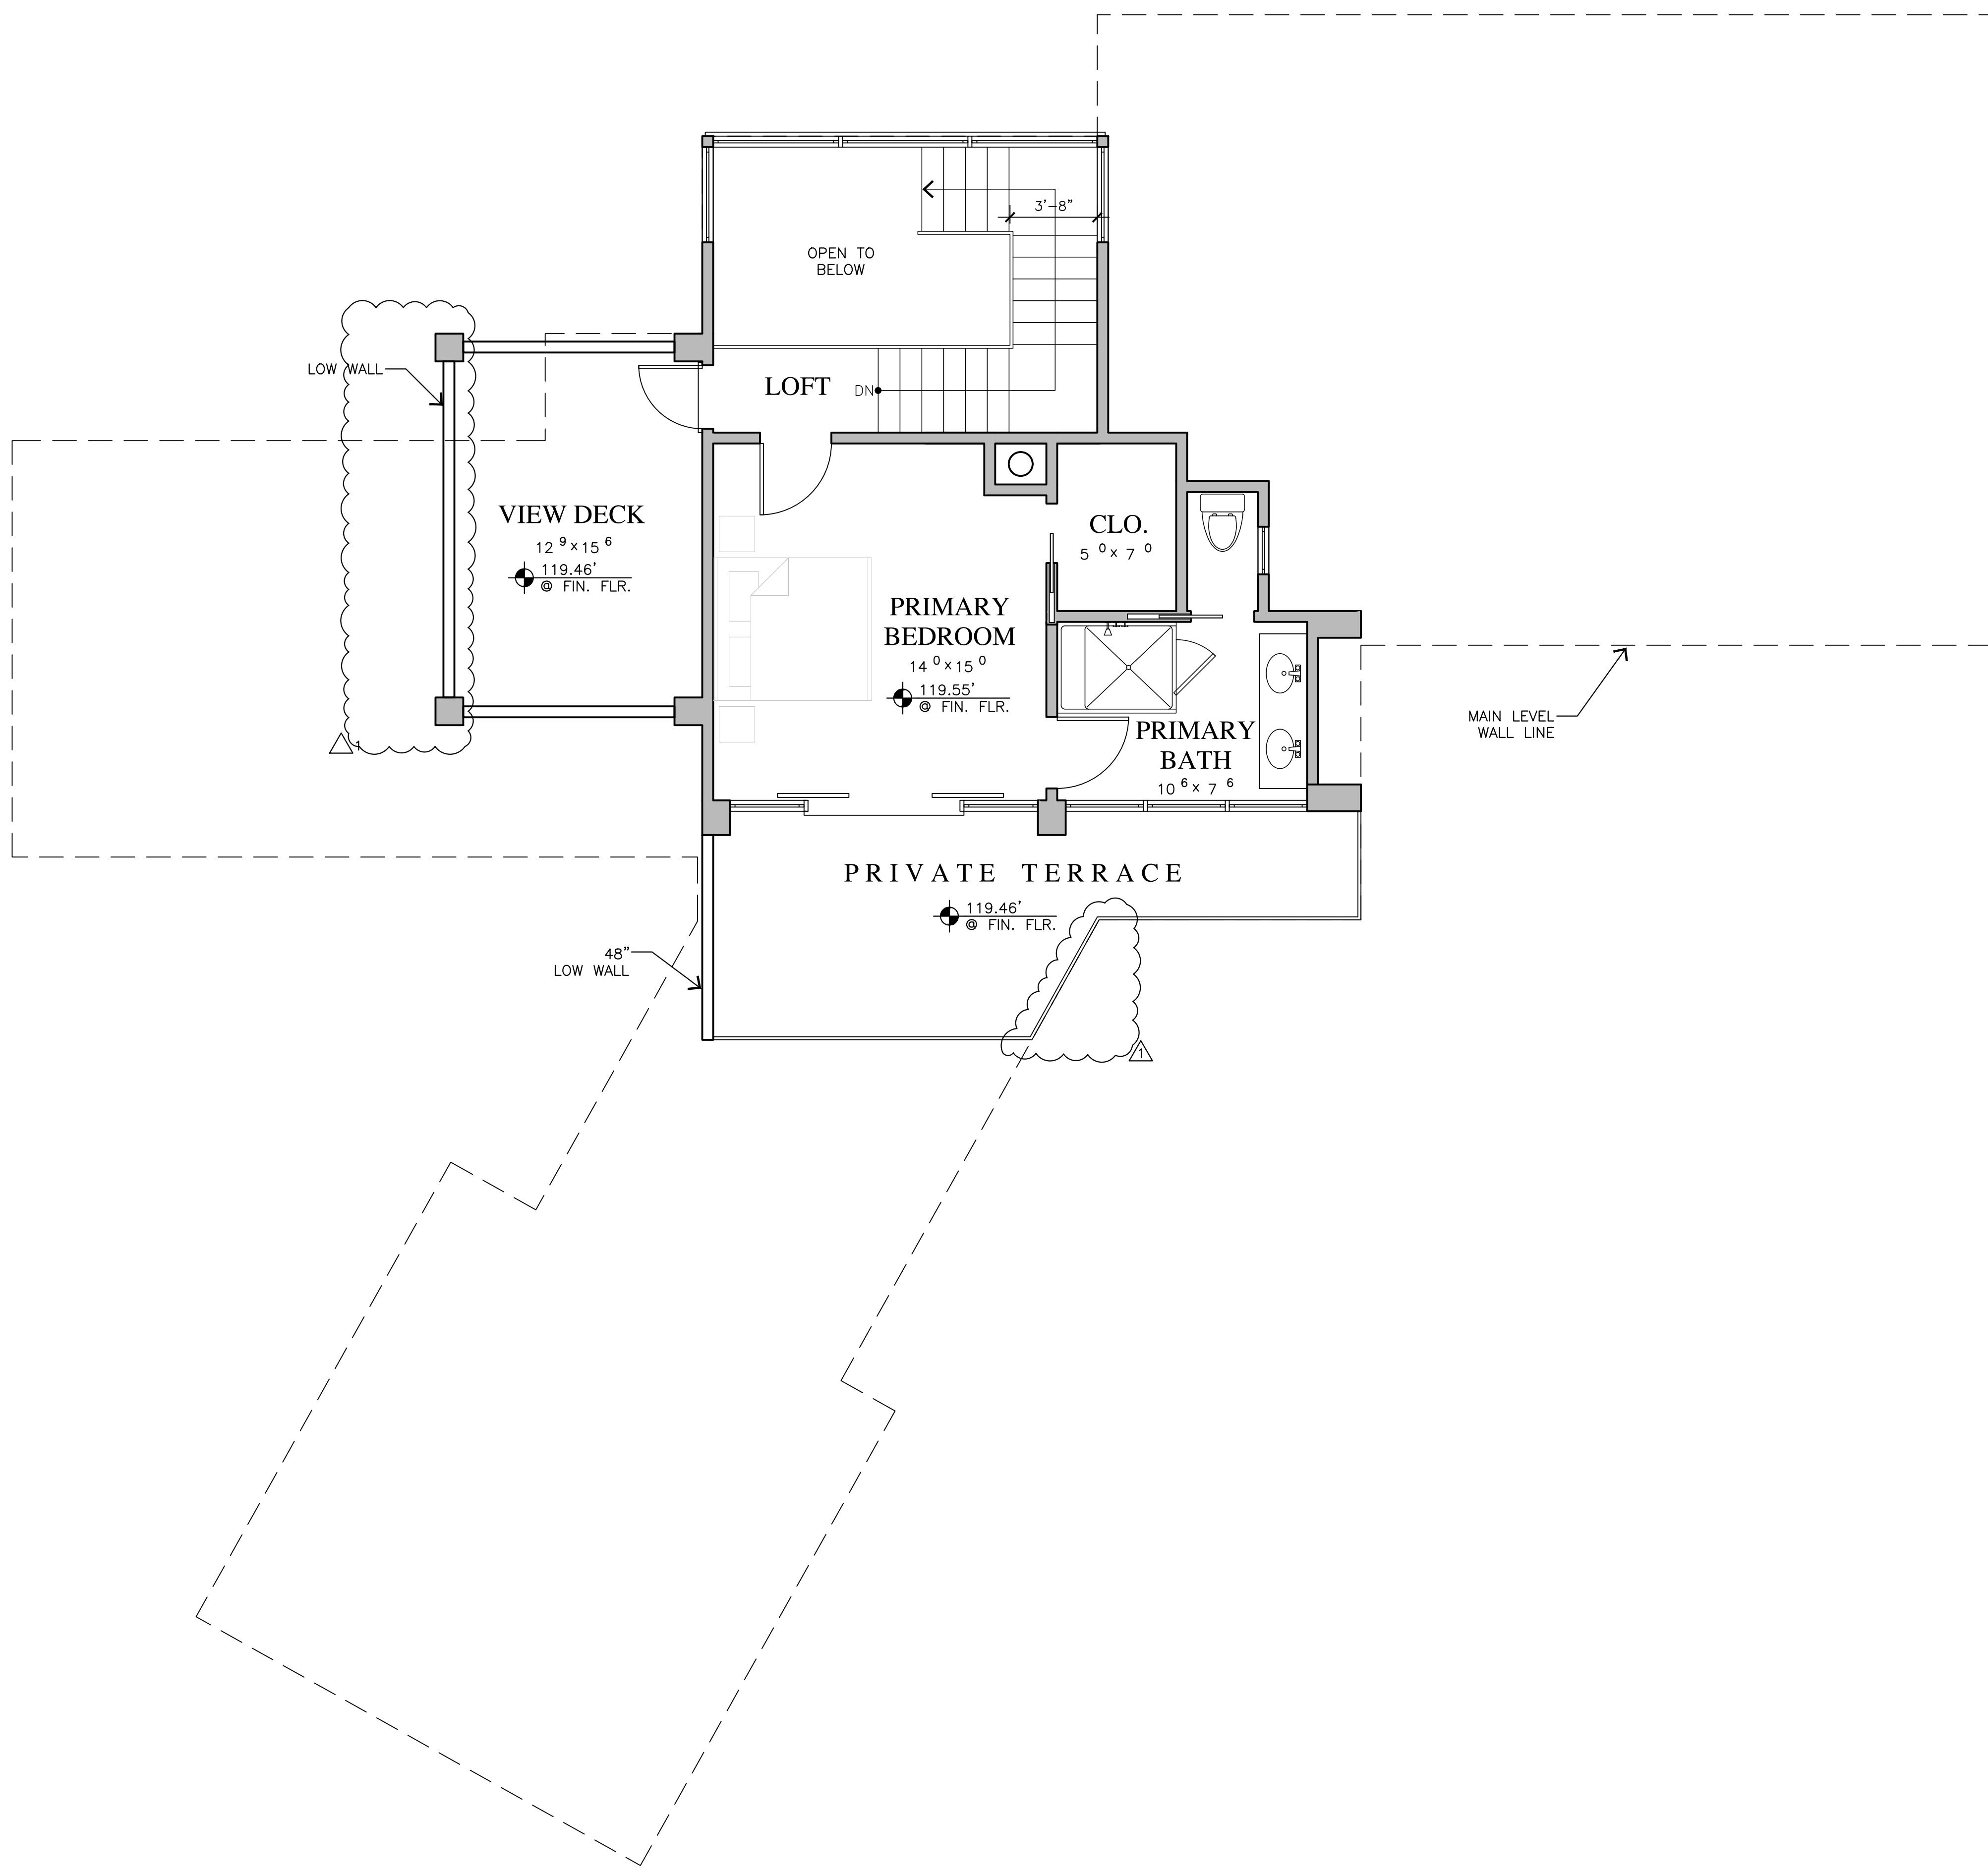 3'-8"
OPEN TO
BELOW
LOW WALL
LOFT
DN
VIEW DECK
12 9 x 15 6
119.46'
@ FIN. FLR.
CLO.
5 0 x 7 0
PRIMARY
BEDROOM
14 0 x 15 0
119.55'
@ FIN. FLR.
PRIMARY
BATH
10 6 x 7 6
MAIN LEVEL
WALL LINE
1
PRIVATE TERRACE
119.46'
@ FIN. FLR.
48"
LOW WALL
1